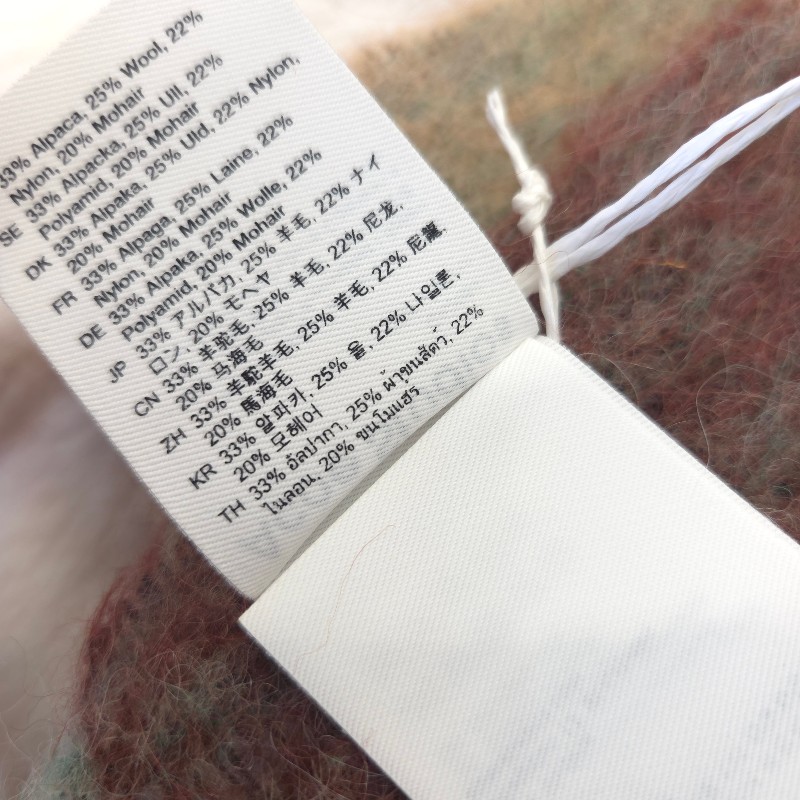 33% Alpaca, 25% Wool, 22%
Nylon, 20% Mohair
SE 33% Alpacka, 25% Ull, 22%
Polyamid, 20% Mohair
DK 33% Alpaka, 25% Uld, 22% Nylon,
20% Mohair
FR 33% Alpaga, 25% Laine, 22%
Nylon, 20% Mohair
DE 33% Alpaka, 25% Wolle, 22%
Polyamid, 20% Mohair
JP 33% アルパカ, 25% 羊毛, 22% ナイ
ロン, 20% モヘヤ
CN 33% 羊驼毛, 25% 羊毛, 22% 尼龙,
20% 马海毛
ZH 33% 羊駝羊毛, 25% 羊毛, 22% 尼龍,
20% 馬海毛
KR 33% 알파카, 25% 울, 22% 나일론,
20% 모헤어
TH 33% อัลปากา, 25% ผ้าขนสัตว์, 22%
ไนลอน, 20% ขนโมแฮร์